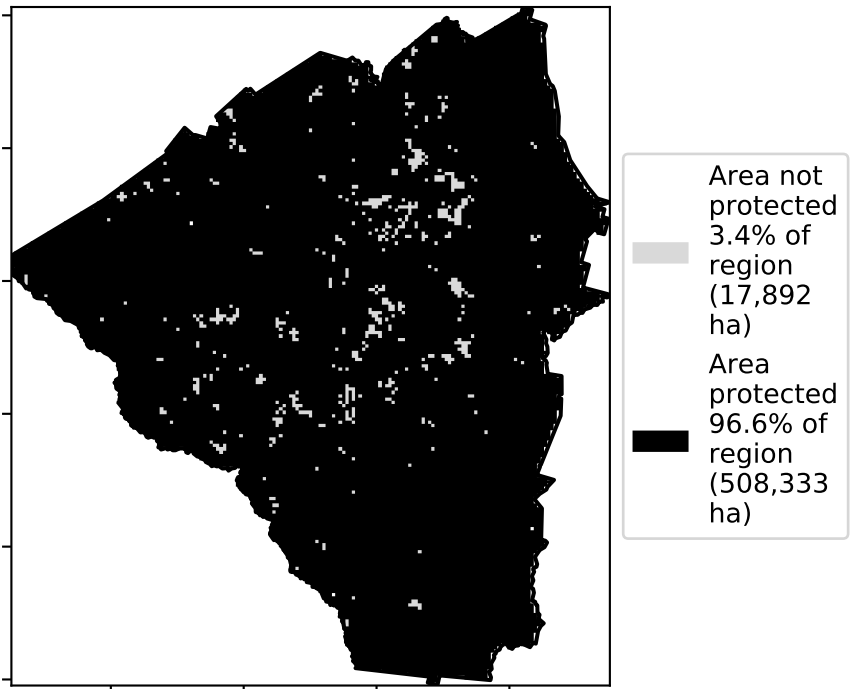 Area not
protected
3.4% of
region
(17,892
ha)
Area
protected
96.6% of
region
(508,333
ha)